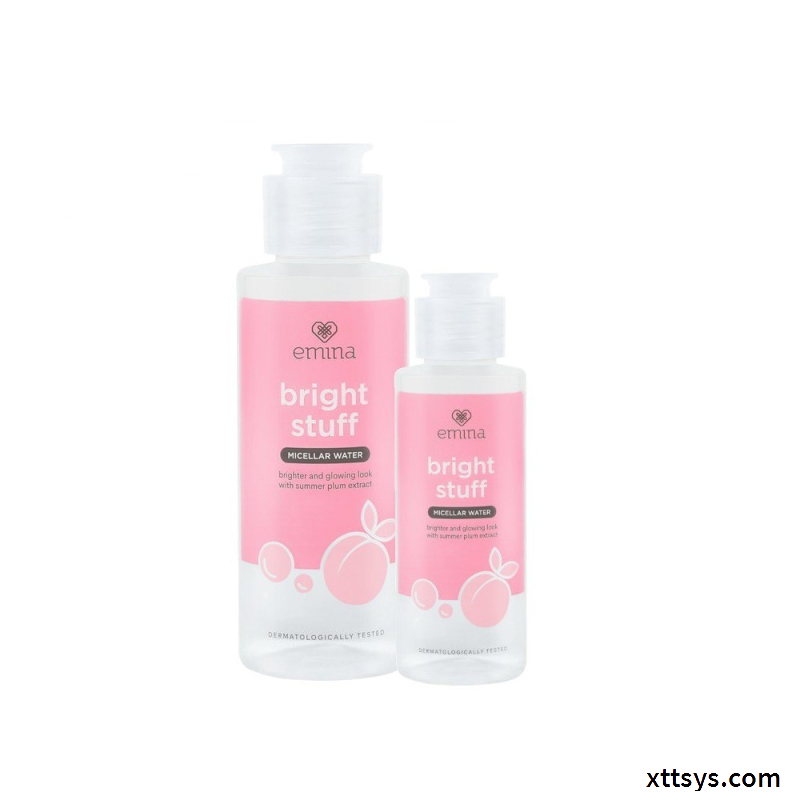 emina
bright
stuff
MICELLAR WATER
brighter and glowing look
with summer plum extract
DERMATOLOGICALLY TESTED
emina
bright
stuff
MICELLAR WATER
brighter and glowing look
with summer plum extract
DERMATOLOGICALLY TESTED
xttsys.com